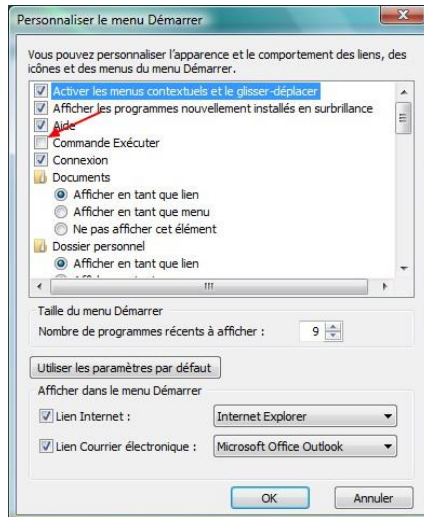 Personnaliser le menu Démarrer
Vous pouvez personnaliser l'apparence et le comportement des liens, des
icônes et des menus du menu Démarrer.
Activer les menus contextuels et le glisser-déplacer
Afficher les programmes nouvellement installés en surbrillance
Aide
Commande Exécuter
Connexion
Documents
Afficher en tant que lien
Afficher en tant que menu
Ne pas afficher cet élément
Dossier personnel
Afficher en tant que lien
Taille du menu Démarrer
Nombre de programmes récents à afficher : 9
Utiliser les paramètres par défaut
Afficher dans le menu Démarrer
Lien Internet : Internet Explorer
Lien Courrier électronique : Microsoft Office Outlook
OK Annuler